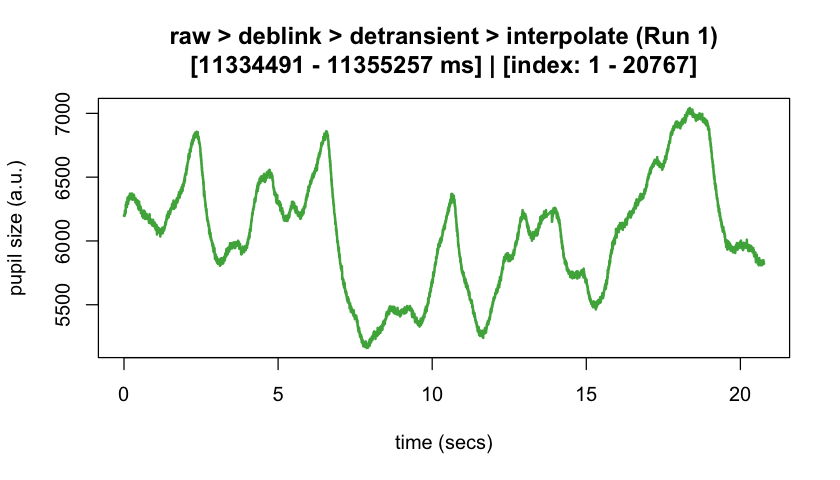 raw > deblink > detransient > interpolate (Run 1)
[11334491 - 11355257 ms] | [index: 1 - 20767]
pupil size (a.u.)
7000
6500
6000
5500
0 5 10 15 20
time (secs)